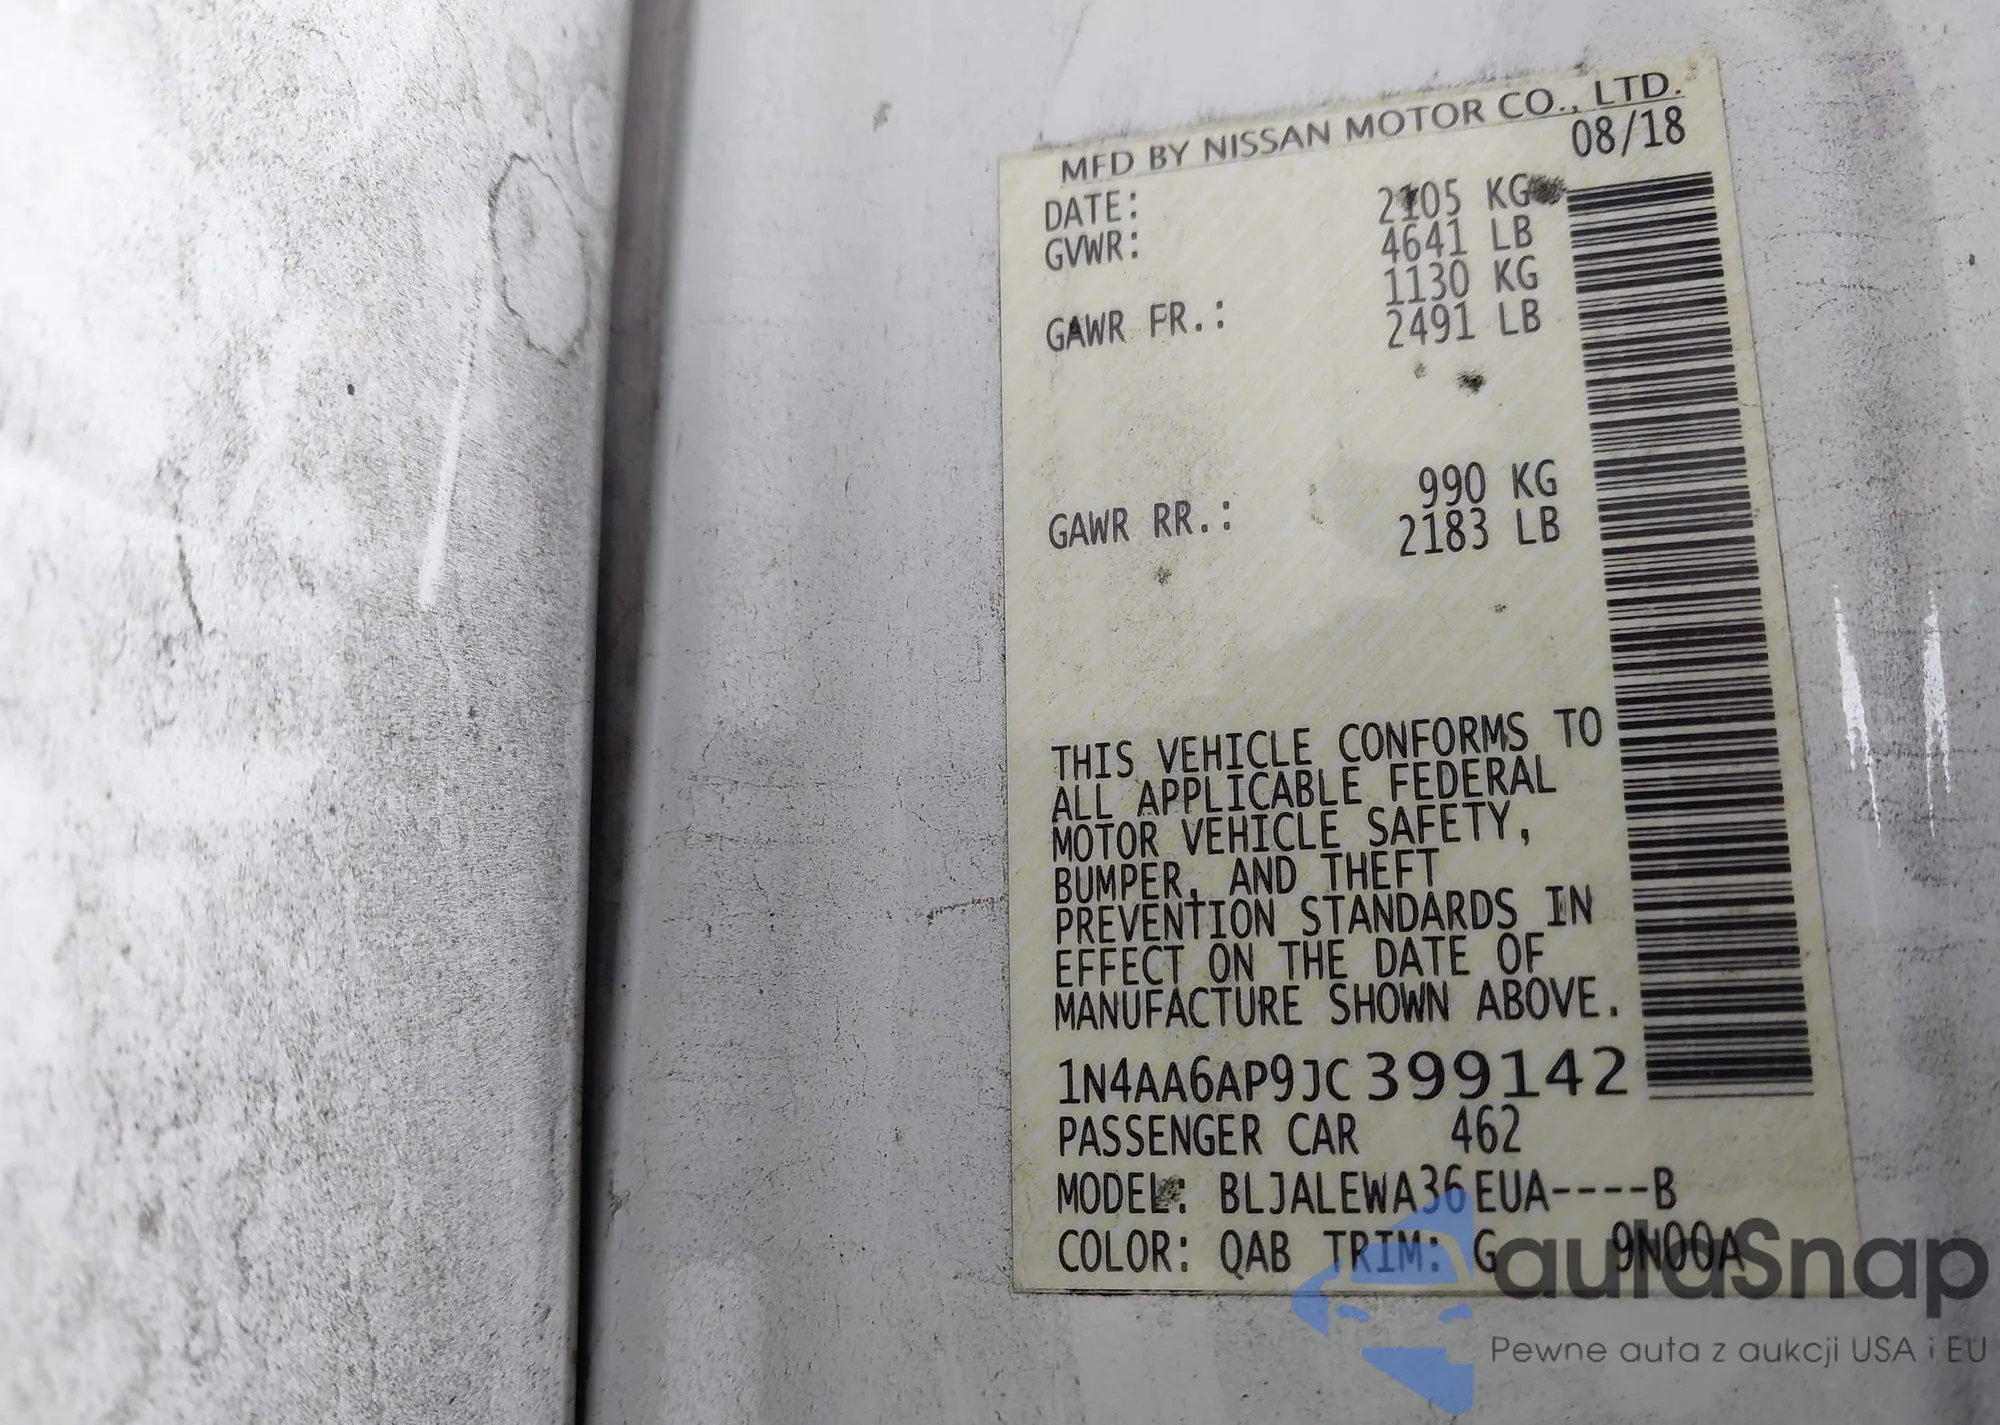 MFD BY NISSAN MOTOR CO., LTD.
DATE: 08/18
GVWR: 2105 KG
4641 LB
GAWR FR.: 1130 KG
2491 LB
GAWR RR.: 990 KG
2183 LB
THIS VEHICLE CONFORMS TO
ALL APPLICABLE FEDERAL
MOTOR VEHICLE SAFETY,
BUMPER, AND THEFT
PREVENTION STANDARDS IN
EFFECT ON THE DATE OF
MANUFACTURE SHOWN ABOVE.
1N4AA6AP9JC399142
PASSENGER CAR 462
MODEL: BLJALEWA36EUA----B
COLOR: QAB TRIM: G 9N00A
autaSnap
Pewne auta z aukcji USA i EU